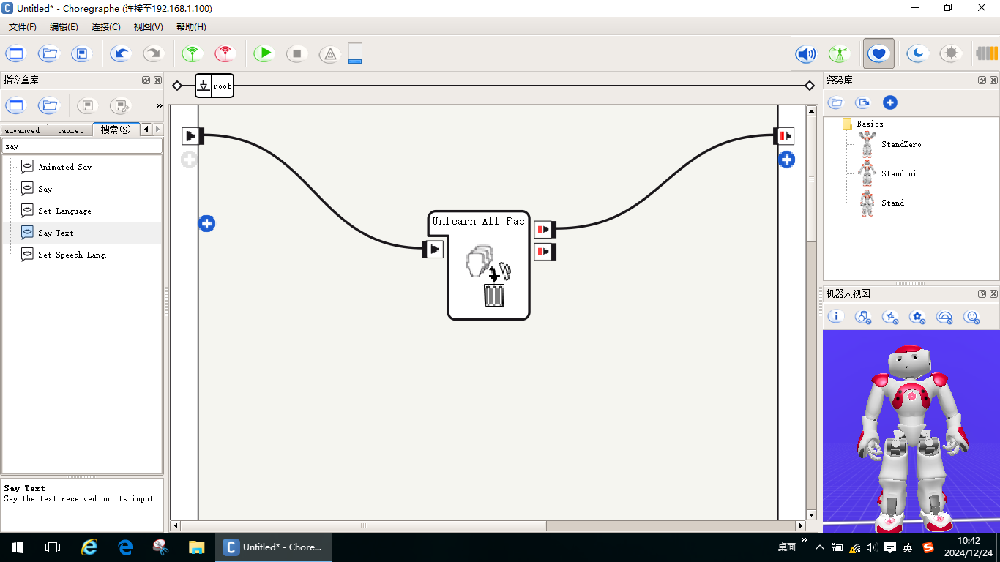 Untitled* - Choregraphe (连接至192.168.1.100)
文件(F) 编辑(E) 连接(C) 视图(V) 帮助(H)
指令盒库
»
advanced tablet 搜索(S)
say
Animated Say
Say
Set Language
Say Text
Set Speech Lang.
Say Text
Say the text received on its input.
root
Unlearn All Fac
姿势库
Basics
StandZero
StandInit
Stand
机器人视图
Untitled* - Chore...
桌面 » 英
10:42
2024/12/24